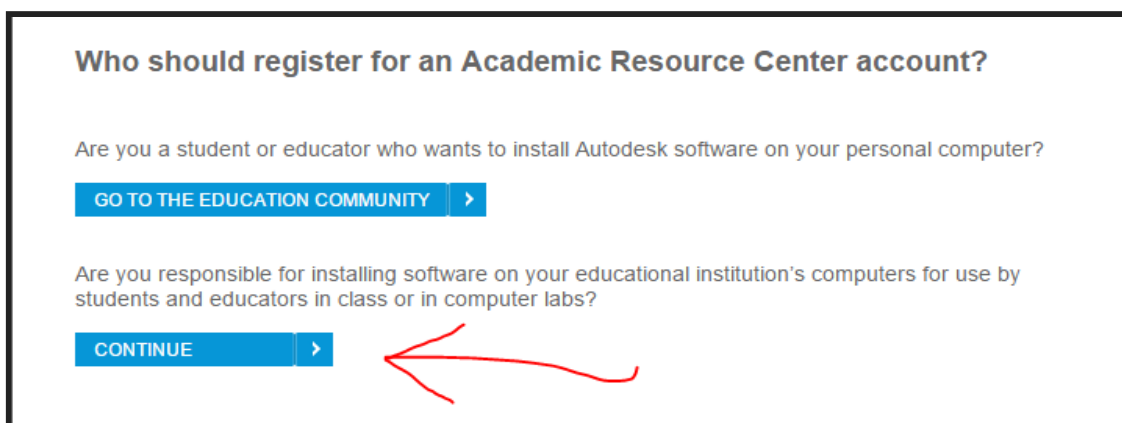 Who should register for an Academic Resource Center account?
Are you a student or educator who wants to install Autodesk software on your personal computer?
GO TO THE EDUCATION COMMUNITY
Are you responsible for installing software on your educational institution’s computers for use by
students and educators in class or in computer labs?
CONTINUE